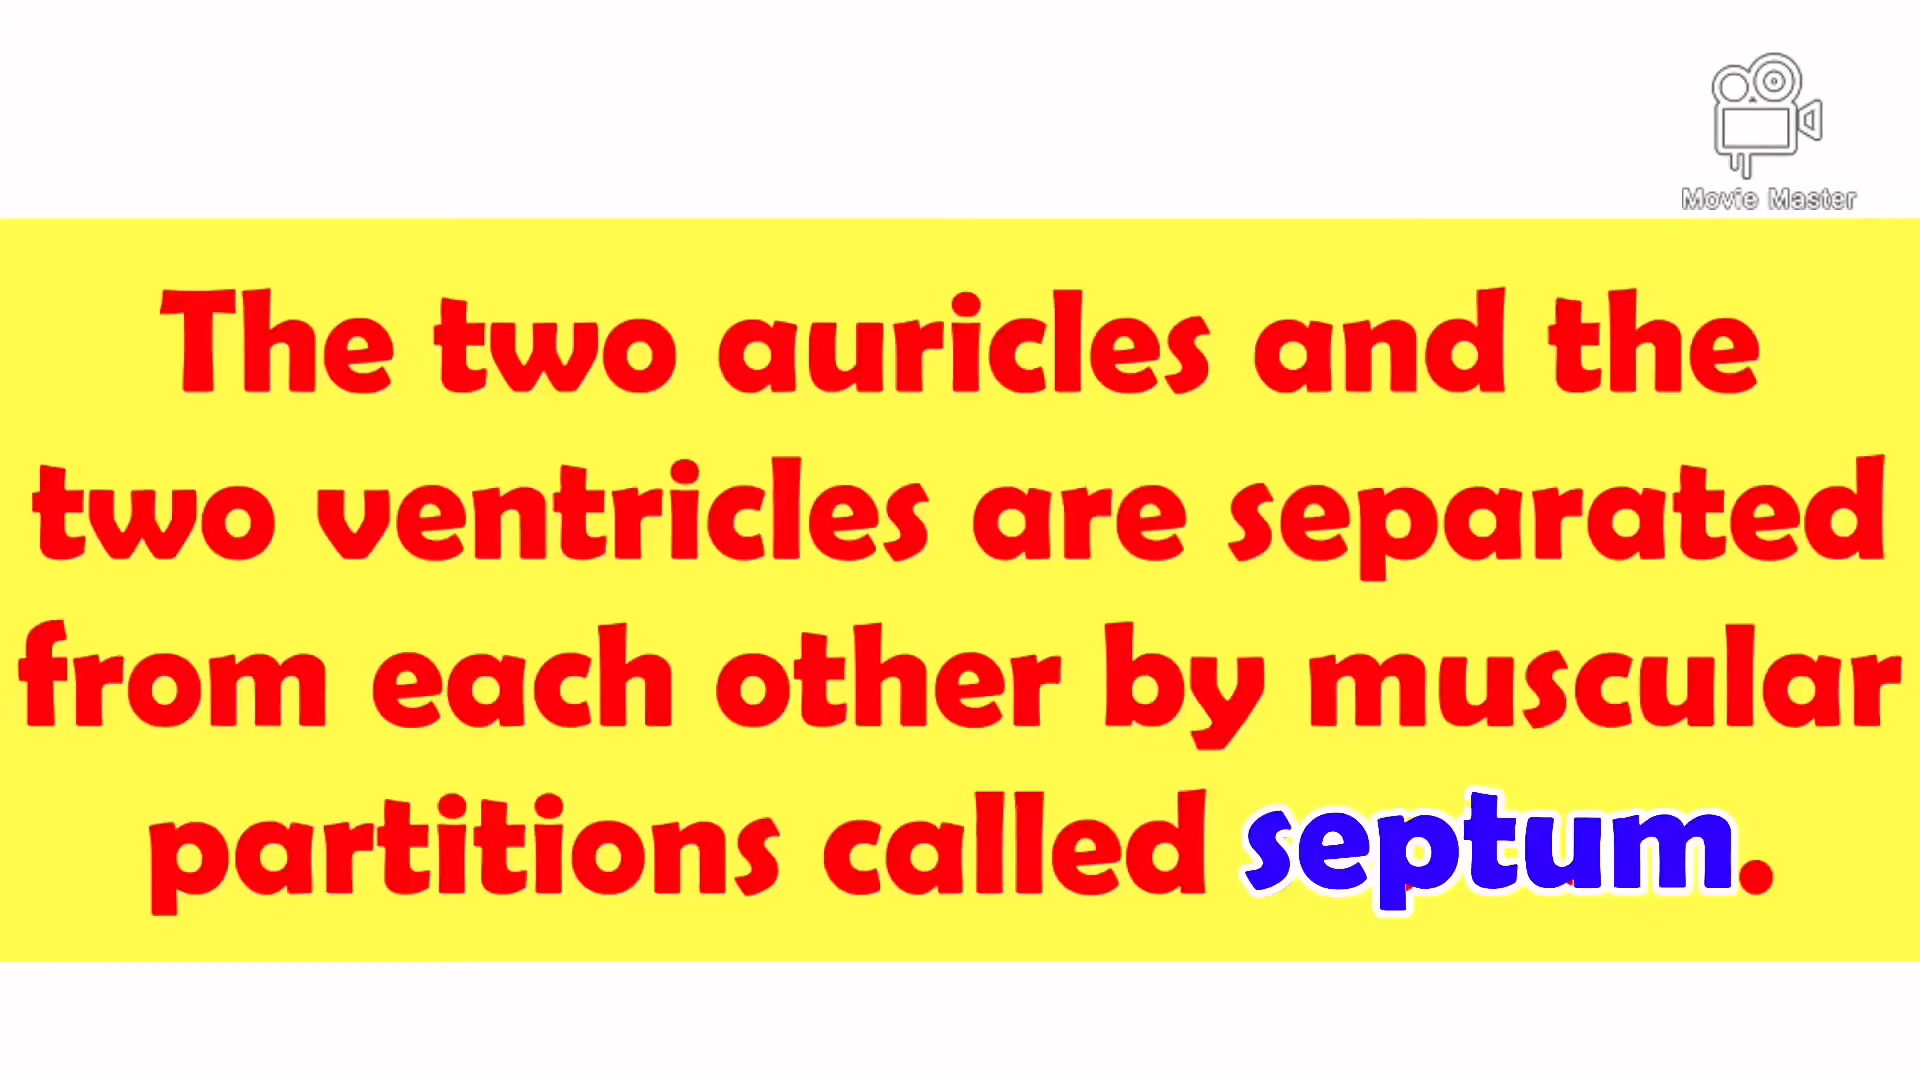 Movie Master
The two auricles and the
two ventricles are separated
from each other by muscular
partitions called septum.